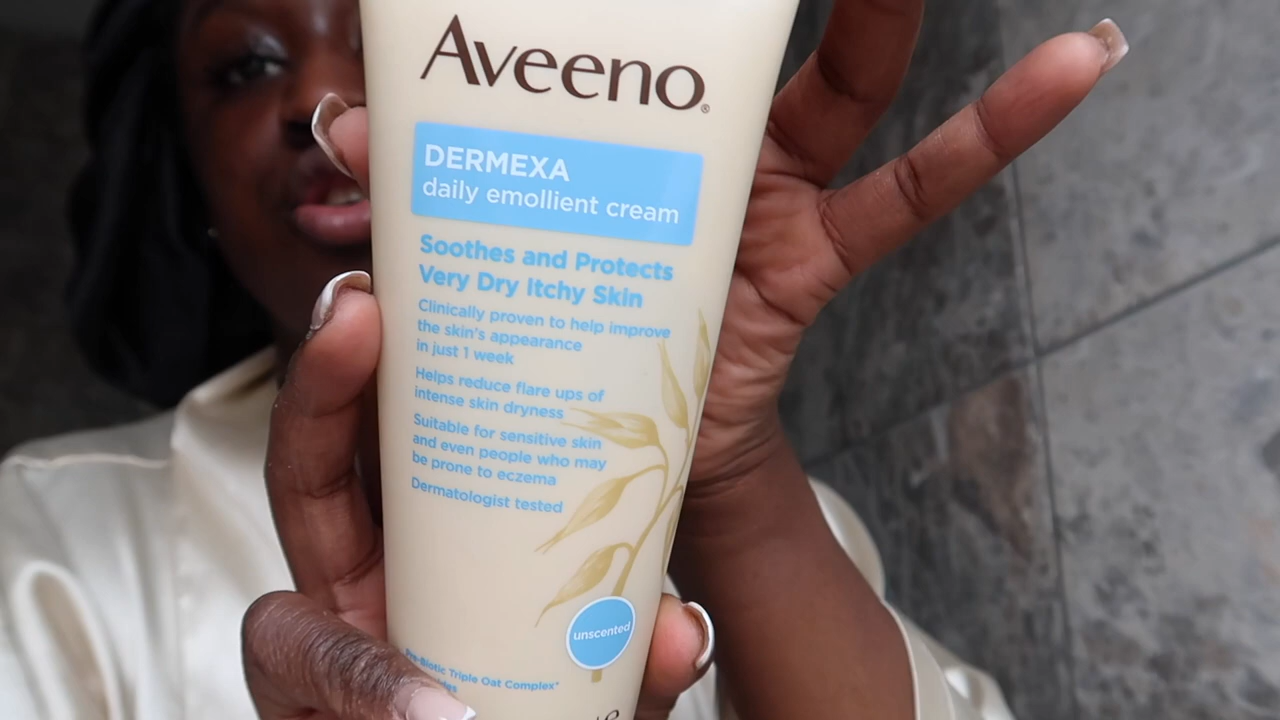 Aveeno®
DERMEXA
daily emollient cream
Soothes and Protects
Very Dry Itchy Skin
Clinically proven to help improve
the skin's appearance
in just 1 week
Helps reduce flare ups of
intense skin dryness
Suitable for sensitive skin
and even people who may
be prone to eczema
Dermatologist tested
unscented
Pre-Biotic Triple Oat Complex*